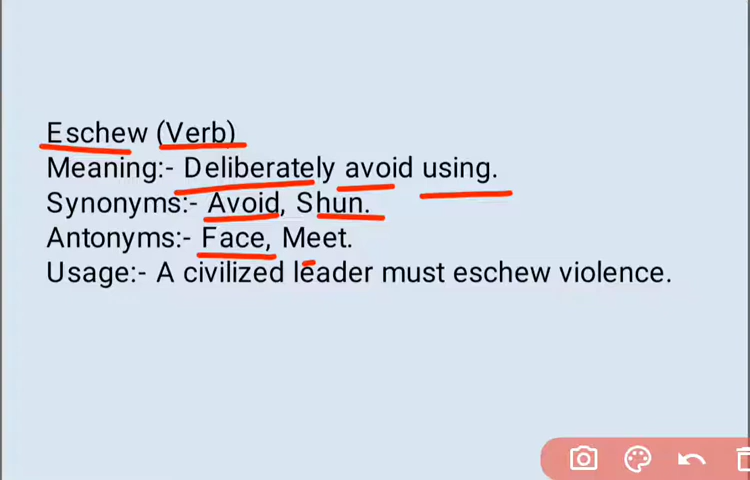 Eschew (Verb)
Meaning:- Deliberately avoid using.
Synonyms:- Avoid, Shun.
Antonyms:- Face, Meet.
Usage:- A civilized leader must eschew violence.